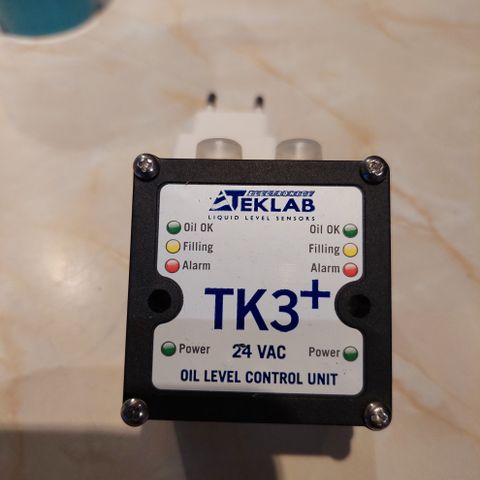 TEKLAB
LIQUID LEVEL SENSORS
Oil OK Oil OK
Filling Filling
Alarm Alarm
TK3+
Power 24 VAC Power
OIL LEVEL CONTROL UNIT